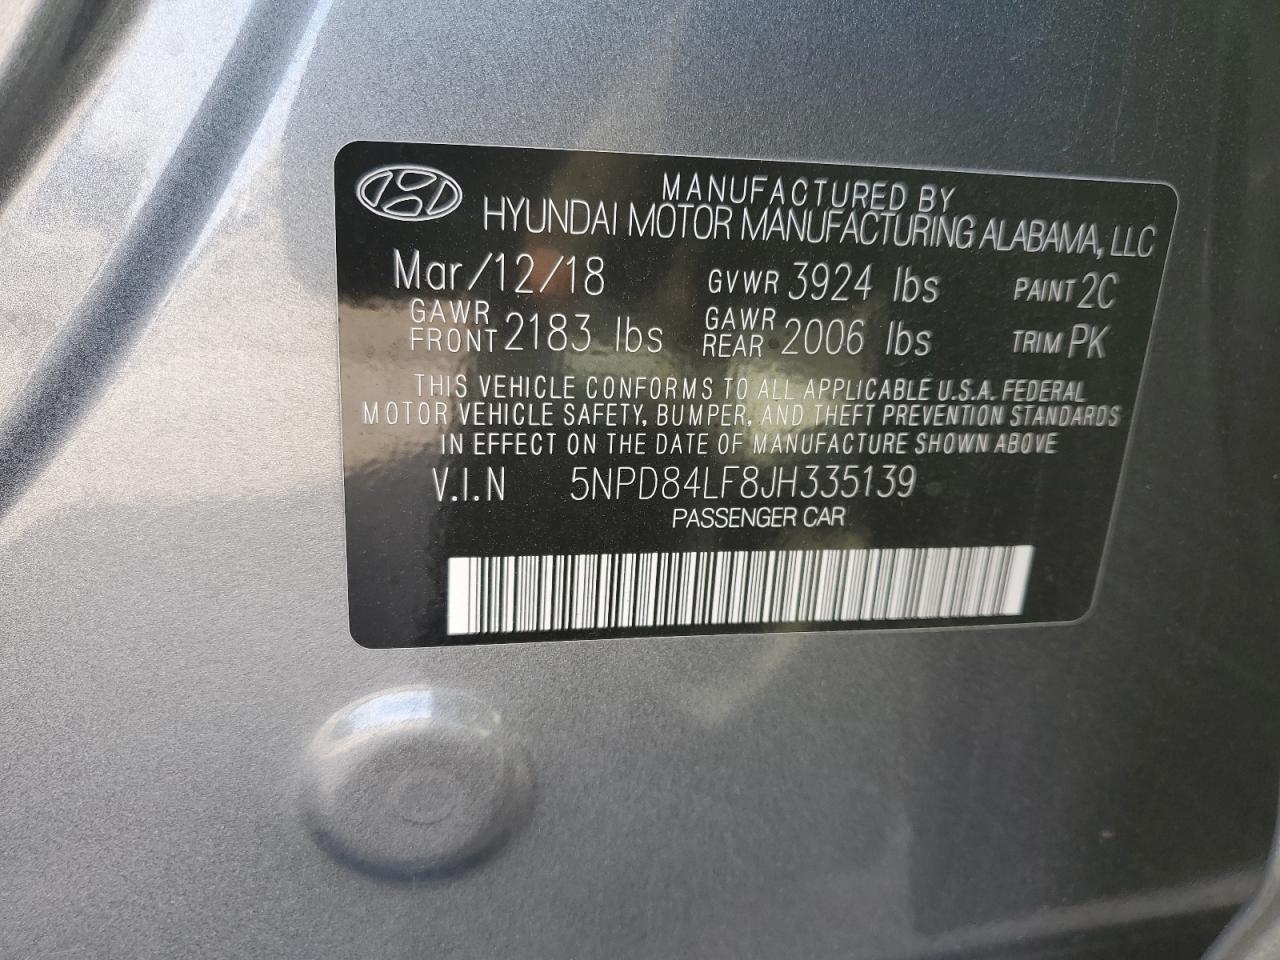 MANUFACTURED BY
HYUNDAI MOTOR MANUFACTURING ALABAMA, LLC
Mar/12/18 GVWR 3924 lbs PAINT 2C
GAWR FRONT 2183 lbs GAWR REAR 2006 lbs TRIM PK
THIS VEHICLE CONFORMS TO ALL APPLICABLE U.S.A. FEDERAL
MOTOR VEHICLE SAFETY, BUMPER, AND THEFT PREVENTION STANDARDS
IN EFFECT ON THE DATE OF MANUFACTURE SHOWN ABOVE
V.I.N 5NPD84LF8JH335139
PASSENGER CAR